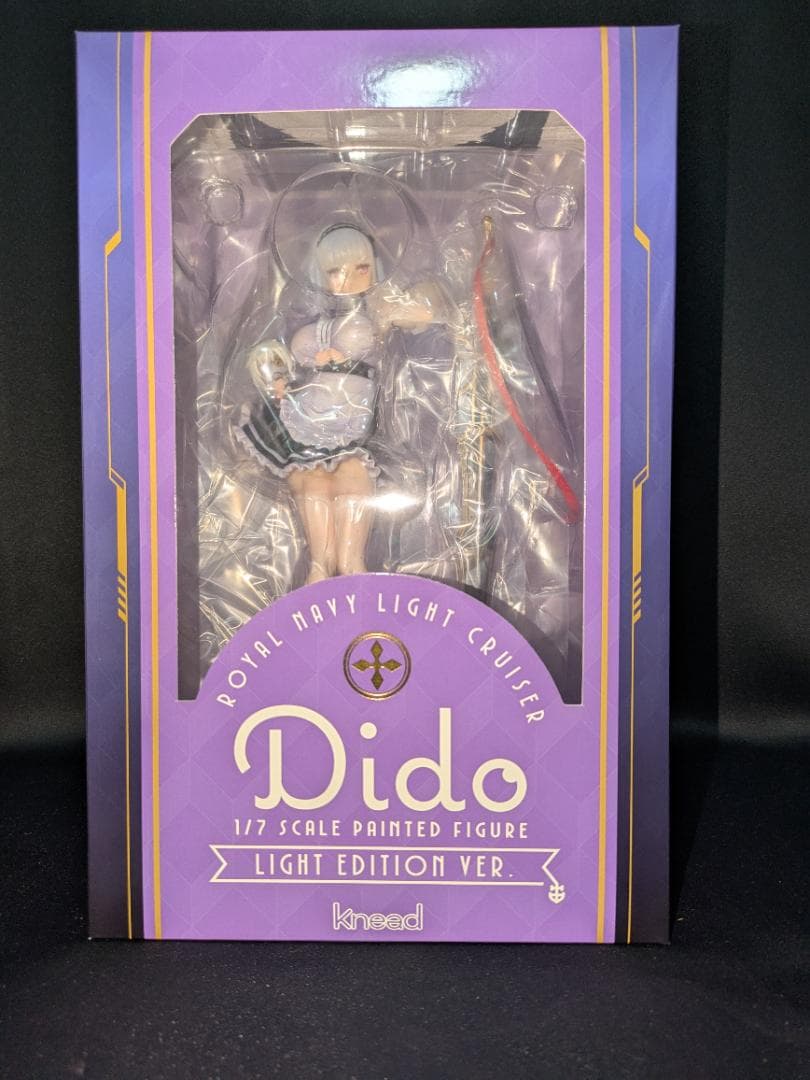 ROYAL NAVY LIGHT CRUISER
Dido
1/7 SCALE PAINTED FIGURE
LIGHT EDITION VER.
knead